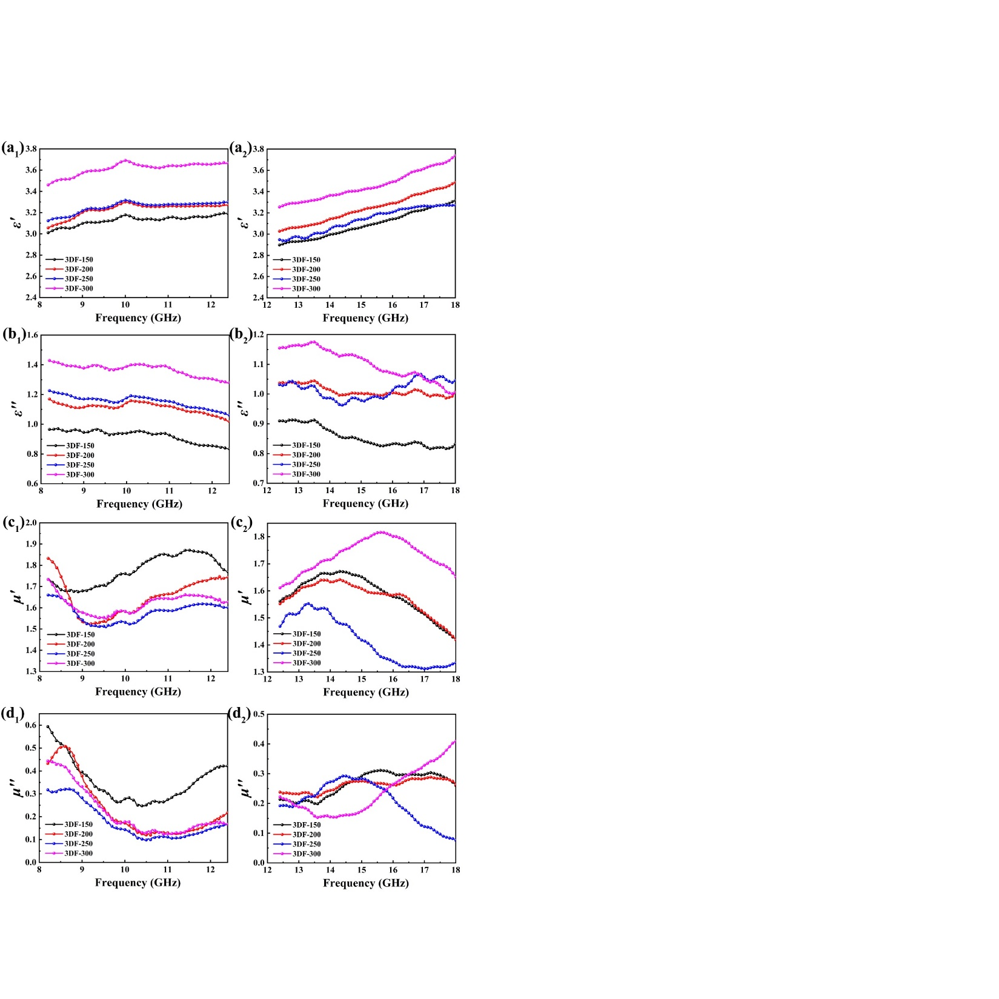 (a1)
3.8
3.6
3.4
3.2
3.0
2.8
2.6
2.4
ε′
3DF-150
3DF-200
3DF-250
3DF-300
8 9 10 11 12
Frequency (GHz)
(a2)
3.8
3.6
3.4
3.2
3.0
2.8
2.6
2.4
ε′
3DF-150
3DF-200
3DF-250
3DF-300
12 13 14 15 16 17 18
Frequency (GHz)
(b1)
1.6
1.4
1.2
1.0
0.8
0.6
ε′′
3DF-150
3DF-200
3DF-250
3DF-300
8 9 10 11 12
Frequency (GHz)
(b2)
1.2
1.1
1.0
0.9
0.8
0.7
ε′′
3DF-150
3DF-200
3DF-250
3DF-300
12 13 14 15 16 17 18
Frequency (GHz)
(c1)
2.0
1.9
1.8
1.7
1.6
1.5
1.4
1.3
μ′
3DF-150
3DF-200
3DF-250
3DF-300
8 9 10 11 12
Frequency (GHz)
(c2)
1.8
1.7
1.6
1.5
1.4
1.3
μ′
3DF-150
3DF-200
3DF-250
3DF-300
12 13 14 15 16 17 18
Frequency (GHz)
(d1)
0.6
0.5
0.4
0.3
0.2
0.1
0.0
μ′′
3DF-150
3DF-200
3DF-250
3DF-300
8 9 10 11 12
Frequency (GHz)
(d2)
0.5
0.4
0.3
0.2
0.1
0.0
μ′′
3DF-150
3DF-200
3DF-250
3DF-300
12 13 14 15 16 17 18
Frequency (GHz)